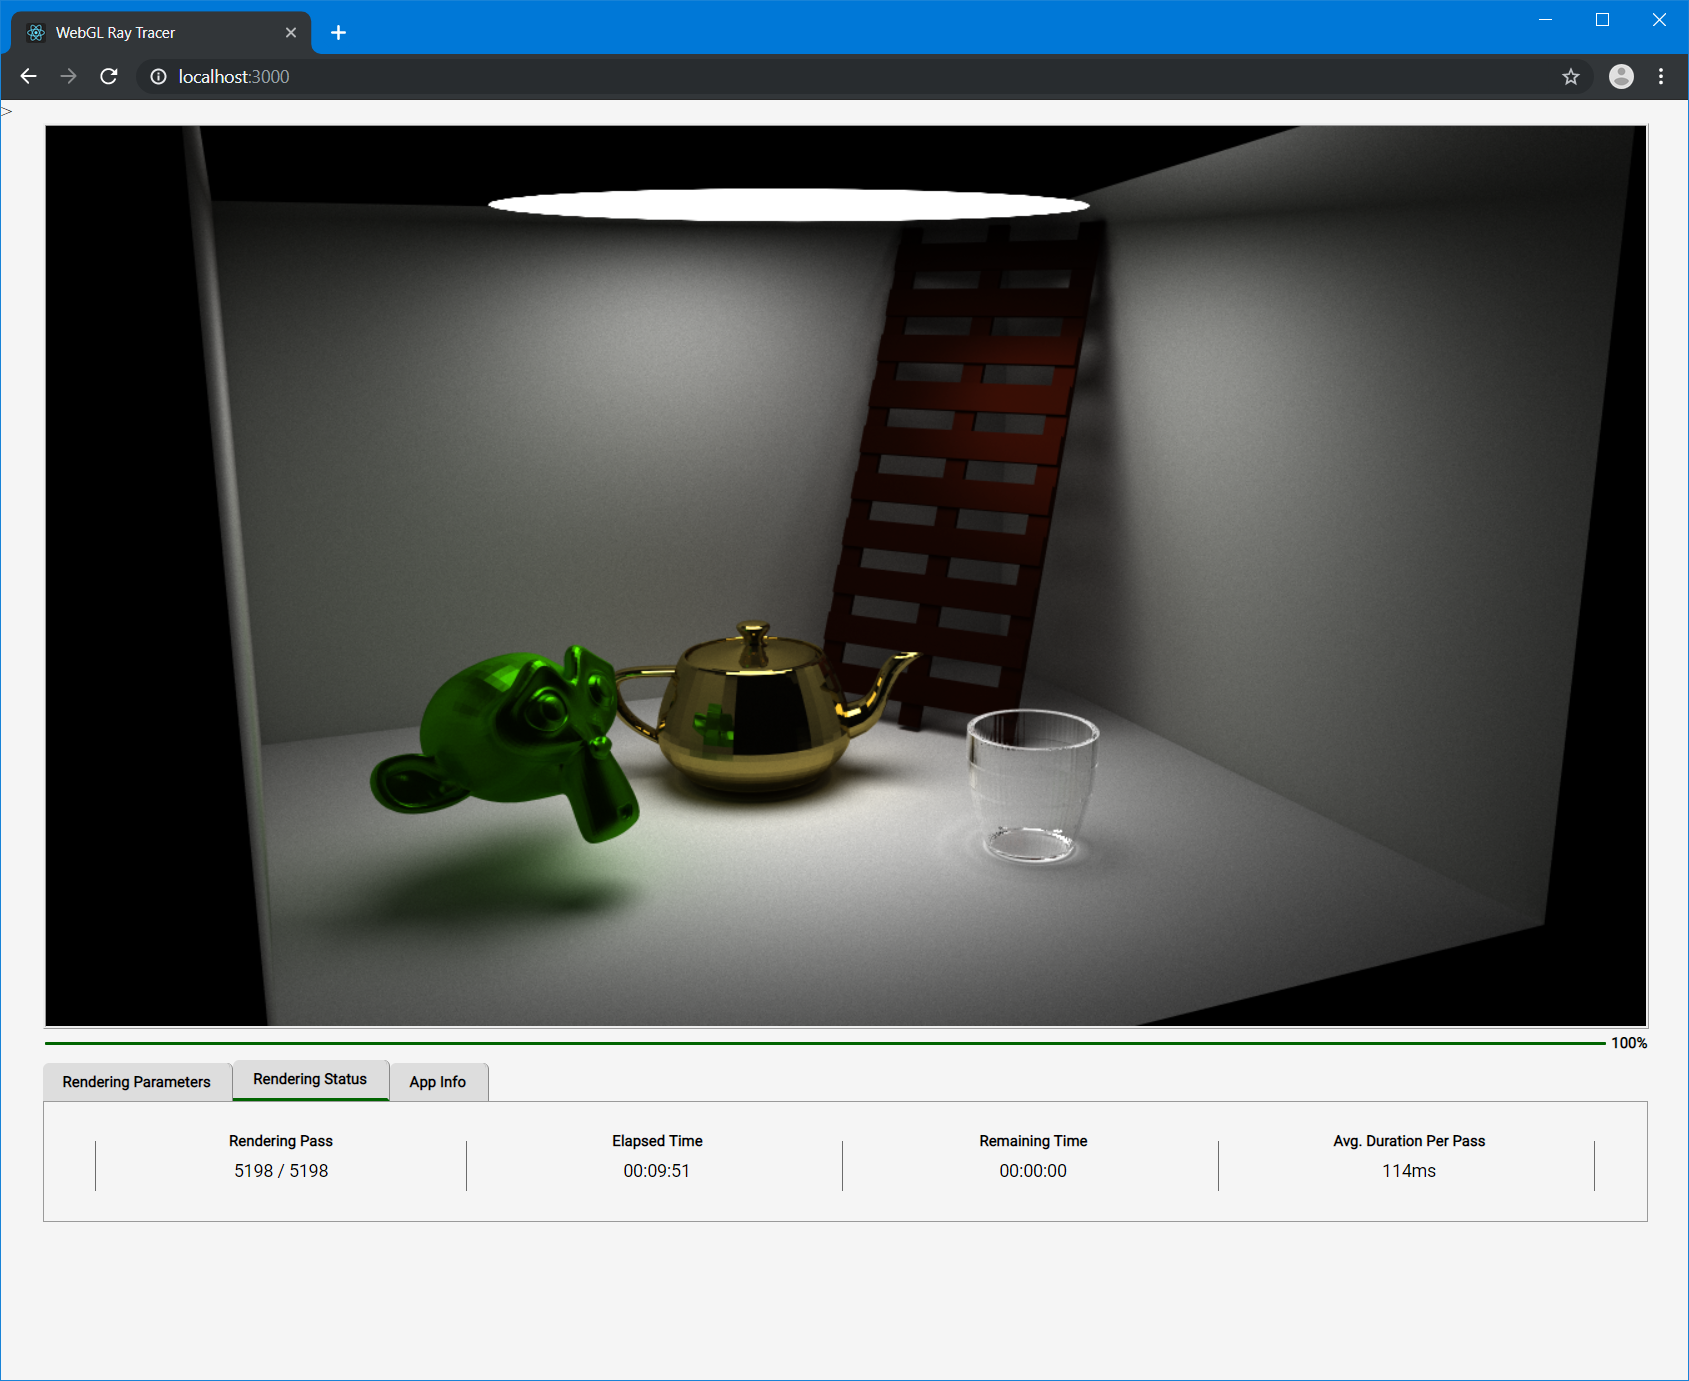 WebGL Ray Tracer
localhost:3000
>
100%
Rendering Parameters Rendering Status App Info
Rendering Pass Elapsed Time Remaining Time Avg. Duration Per Pass
5198 / 5198 00:09:51 00:00:00 114ms